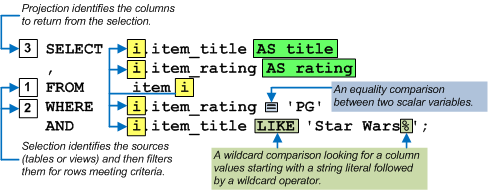 Projection identifies the columns
to return from the selection.
3 SELECT i.item_title AS title
, i.item_rating AS rating
1 FROM item i
2 WHERE i.item_rating = 'PG'
AND i.item_title LIKE 'Star Wars%';
An equality comparison
between two scalar variables.
Selection identifies the sources
(tables or views) and then filters
them for rows meeting criteria.
A wildcard comparison looking for a column
values starting with a string literal followed
by a wildcard operator.